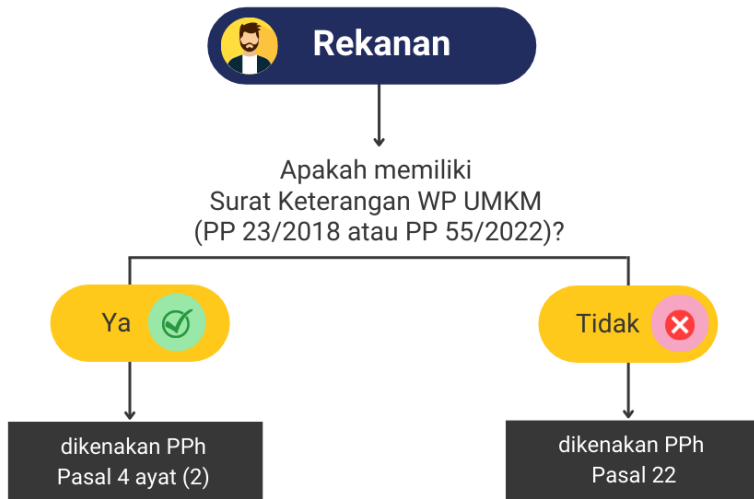 Rekanan
Apakah memiliki
Surat Keterangan WP UMKM
(PP 23/2018 atau PP 55/2022)?
Ya
Tidak
dikenakan PPh
Pasal 4 ayat (2)
dikenakan PPh
Pasal 22